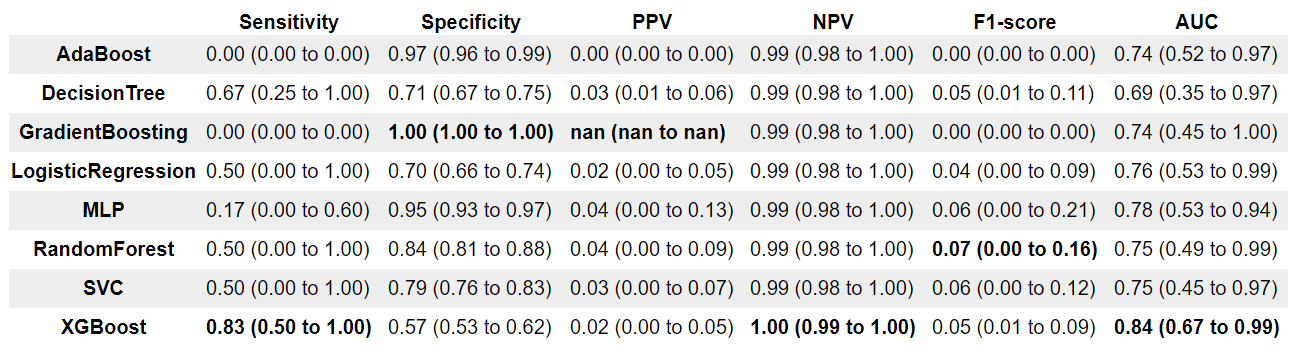 Sensitivity Specificity PPV NPV F1-score AUC
AdaBoost 0.00 (0.00 to 0.00) 0.97 (0.96 to 0.99) 0.00 (0.00 to 0.00) 0.99 (0.98 to 1.00) 0.00 (0.00 to 0.00) 0.74 (0.52 to 0.97)
DecisionTree 0.67 (0.25 to 1.00) 0.71 (0.67 to 0.75) 0.03 (0.01 to 0.06) 0.99 (0.98 to 1.00) 0.05 (0.01 to 0.11) 0.69 (0.35 to 0.97)
GradientBoosting 0.00 (0.00 to 0.00) 1.00 (1.00 to 1.00) nan (nan to nan) 0.99 (0.98 to 1.00) 0.00 (0.00 to 0.00) 0.74 (0.45 to 1.00)
LogisticRegression 0.50 (0.00 to 1.00) 0.70 (0.66 to 0.74) 0.02 (0.00 to 0.05) 0.99 (0.98 to 1.00) 0.04 (0.00 to 0.09) 0.76 (0.53 to 0.99)
MLP 0.17 (0.00 to 0.60) 0.95 (0.93 to 0.97) 0.04 (0.00 to 0.13) 0.99 (0.98 to 1.00) 0.06 (0.00 to 0.21) 0.78 (0.53 to 0.94)
RandomForest 0.50 (0.00 to 1.00) 0.84 (0.81 to 0.88) 0.04 (0.00 to 0.09) 0.99 (0.98 to 1.00) 0.07 (0.00 to 0.16) 0.75 (0.49 to 0.99)
SVC 0.50 (0.00 to 1.00) 0.79 (0.76 to 0.83) 0.03 (0.00 to 0.07) 0.99 (0.98 to 1.00) 0.06 (0.00 to 0.12) 0.75 (0.45 to 0.97)
XGBoost 0.83 (0.50 to 1.00) 0.57 (0.53 to 0.62) 0.02 (0.00 to 0.05) 1.00 (0.99 to 1.00) 0.05 (0.01 to 0.09) 0.84 (0.67 to 0.99)